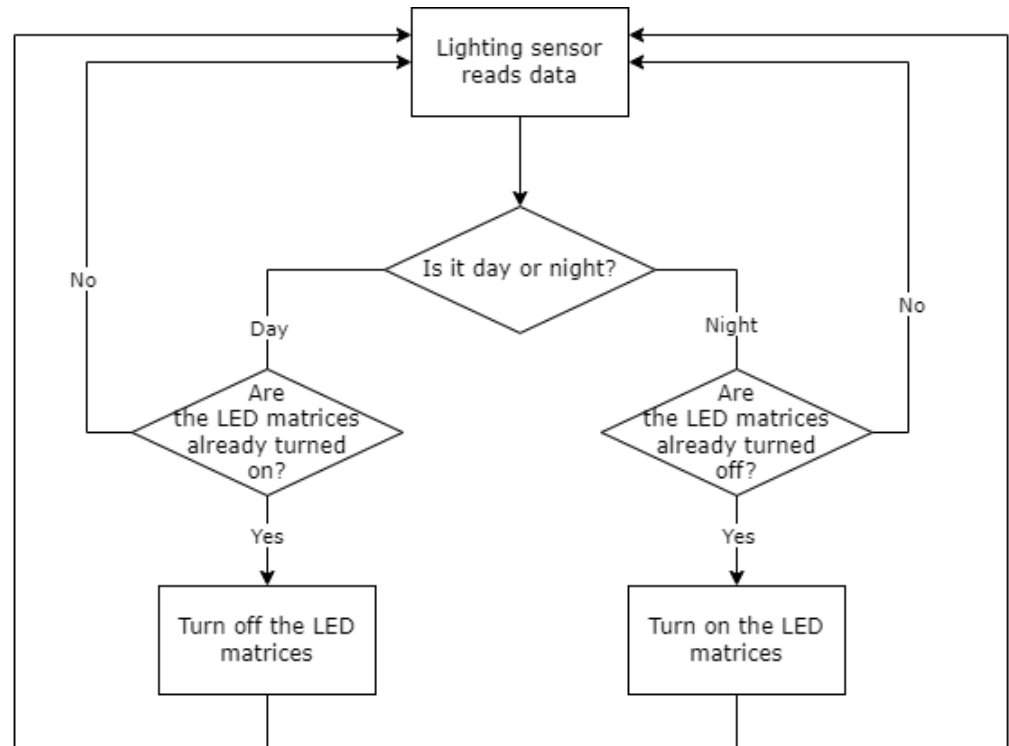 Lighting sensor
reads data
Is it day or night?
No
No
Day
Night
Are
the LED matrices
already turned
on?
Are
the LED matrices
already turned
off?
Yes
Yes
Turn off the LED
matrices
Turn on the LED
matrices